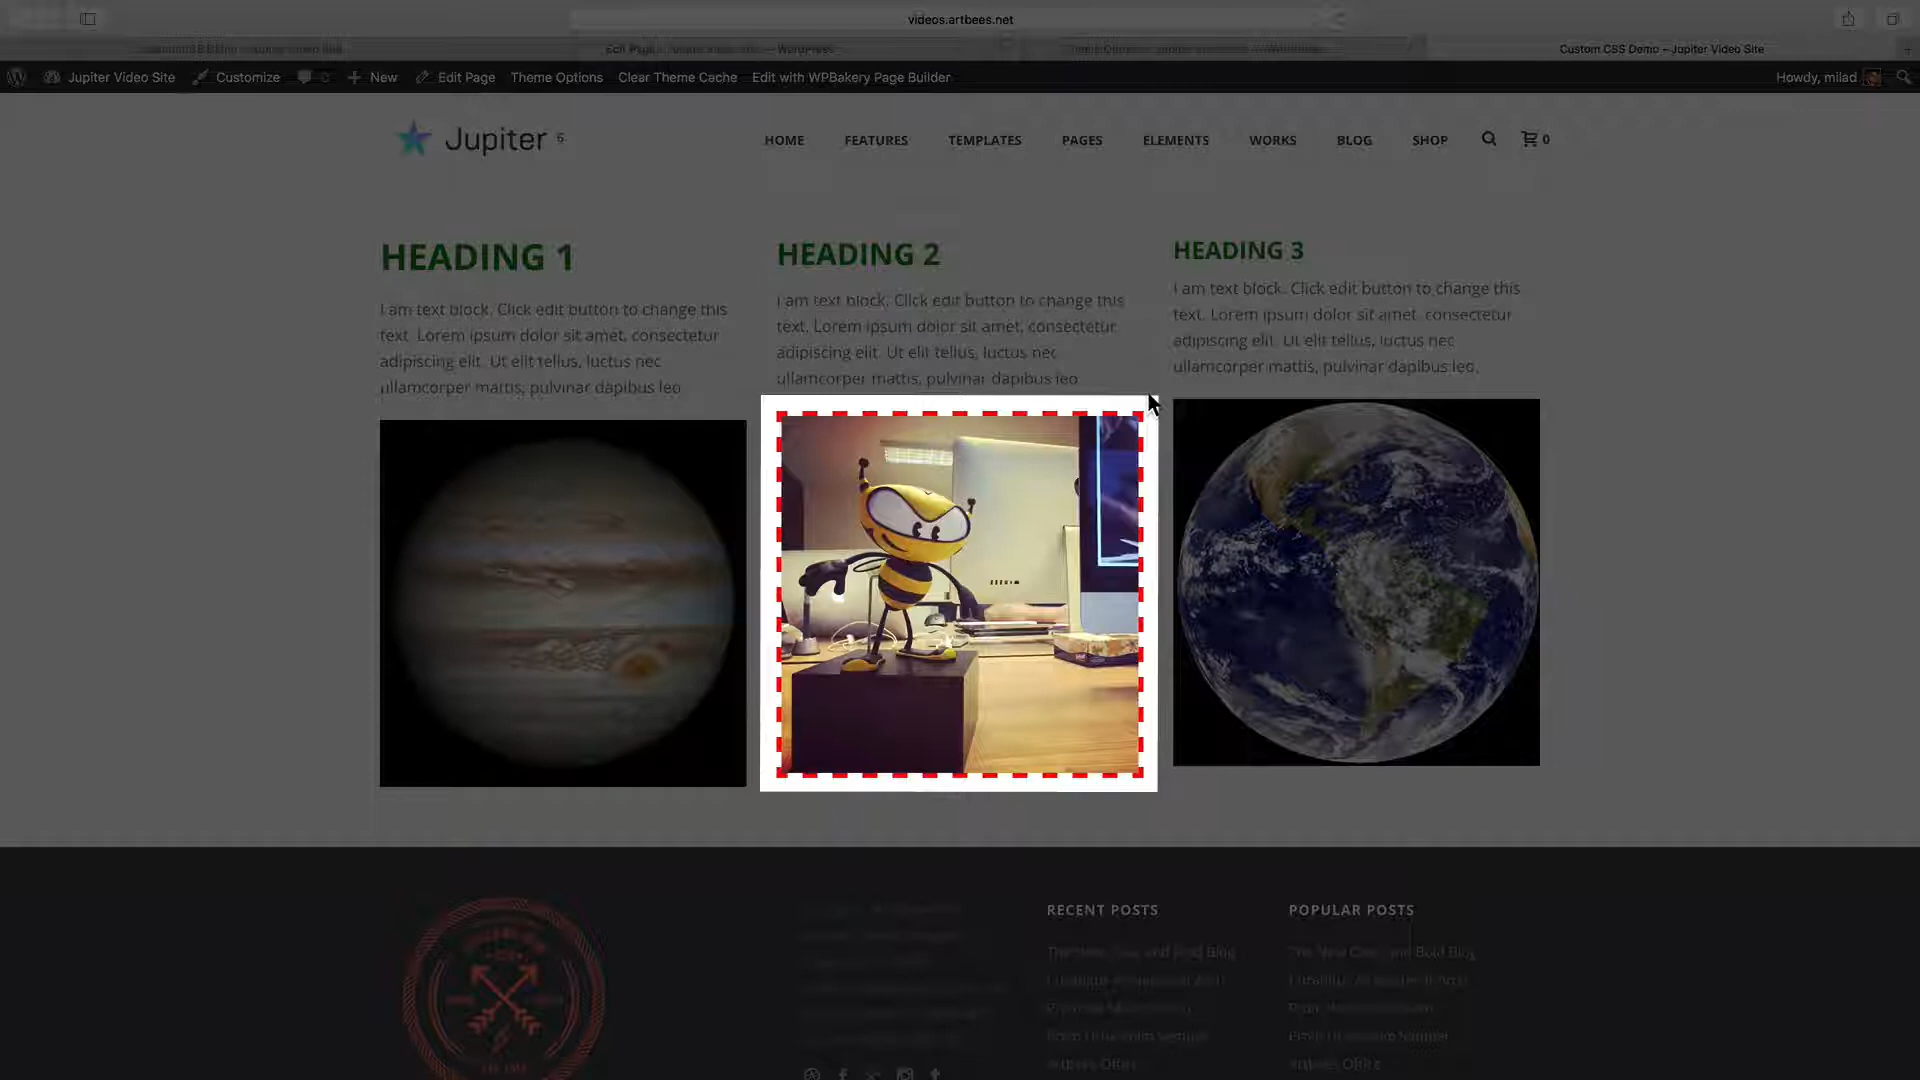 videos.artbees.net
Custom CSS Demo – Jupiter Video Site
Jupiter Video Site
Customize
New
Edit Page
Theme Options
Clear Theme Cache
Edit with WPBakery Page Builder
Howdy, milad
Jupiter 6
HOME
FEATURES
TEMPLATES
PAGES
ELEMENTS
WORKS
BLOG
SHOP
0
HEADING 1
I am text block. Click edit button to change this
text. Lorem ipsum dolor sit amet, consectetur
adipiscing elit. Ut elit tellus, luctus nec
ullamcorper mattis, pulvinar dapibus leo.
HEADING 2
I am text block. Click edit button to change this
text. Lorem ipsum dolor sit amet, consectetur
adipiscing elit. Ut elit tellus, luctus nec
ullamcorper mattis, pulvinar dapibus leo.
HEADING 3
I am text block. Click edit button to change this
text. Lorem ipsum dolor sit amet, consectetur
adipiscing elit. Ut elit tellus, luctus nec
ullamcorper mattis, pulvinar dapibus leo.
RECENT POSTS
POPULAR POSTS